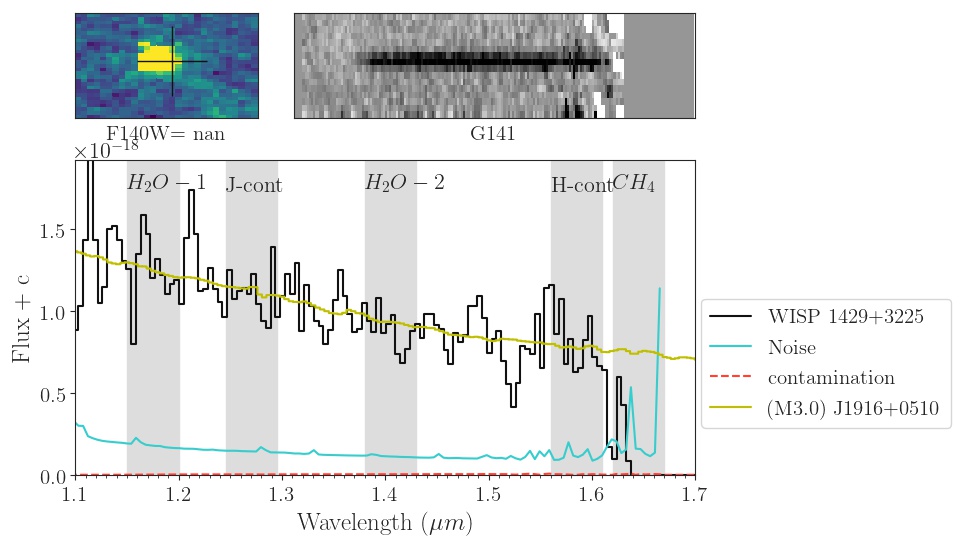 F140W= nan
G141
×10⁻¹⁸
H₂O − 1
J-cont
H₂O − 2
H-cont
CH₄
1.5
1.0
0.5
0.0
Flux + c
1.1
1.2
1.3
1.4
1.5
1.6
1.7
Wavelength (μm)
WISP 1429+3225
Noise
contamination
(M3.0) J1916+0510